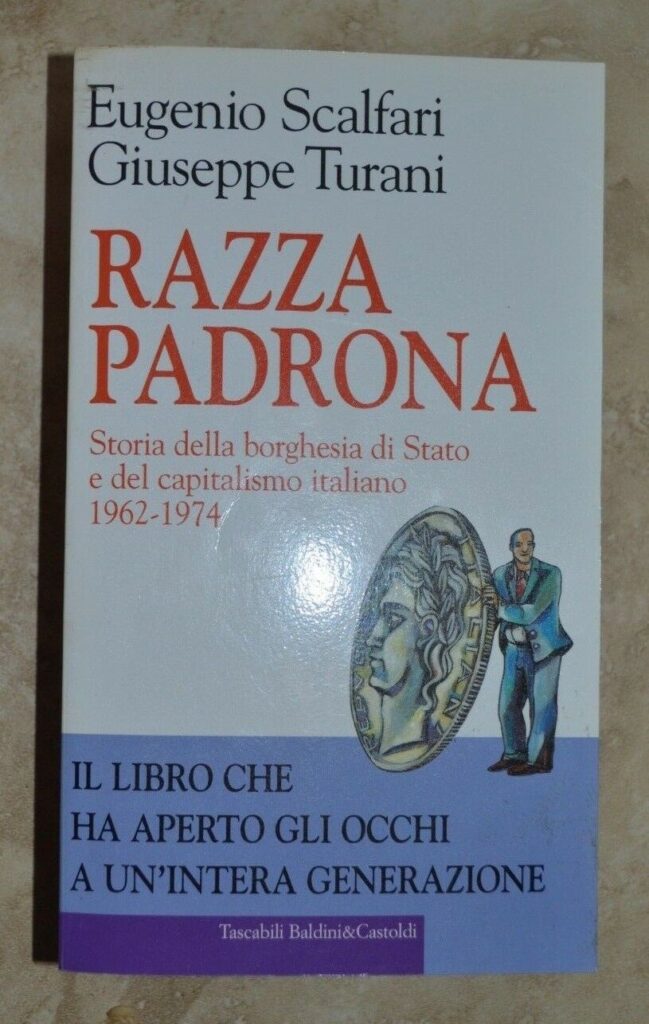 Eugenio Scalfari
Giuseppe Turani
RAZZA
PADRONA
Storia della borghesia di Stato
e del capitalismo italiano
1962-1974
IL LIBRO CHE
HA APERTO GLI OCCHI
A UN'INTERA GENERAZIONE
Tascabili Baldini&Castoldi